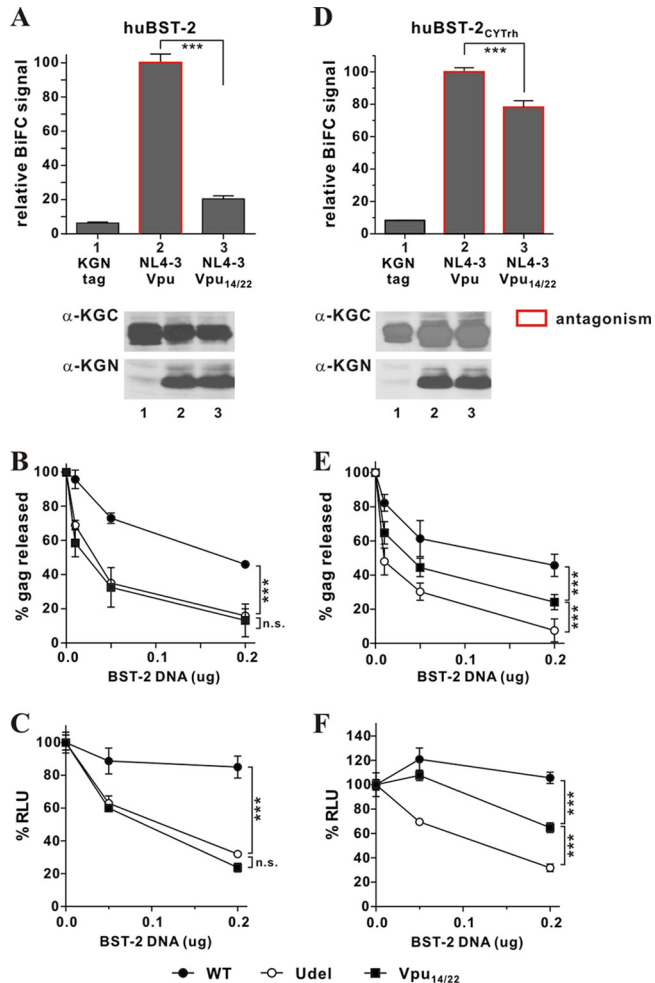 A
huBST-2
***
relative BiFC signal
100
80
60
40
20
0
1
KGN
tag
2
NL4-3
Vpu
3
NL4-3
Vpu14/22
α-KGC
α-KGN
1 2 3
D
huBST-2CYTrh
***
relative BiFC signal
100
80
60
40
20
0
1
KGN
tag
2
NL4-3
Vpu
3
NL4-3
Vpu14/22
α-KGC
α-KGN
1 2 3
antagonism
B
% gag released
100
80
60
40
20
0
0.0 0.1 0.2
BST-2 DNA (ug)
***
n.s.
E
% gag released
100
80
60
40
20
0
0.0 0.1 0.2
BST-2 DNA (ug)
***
***
C
% RLU
100
80
60
40
20
0
0.0 0.1 0.2
BST-2 DNA (ug)
***
n.s.
F
% RLU
140
120
100
80
60
40
20
0
0.0 0.1 0.2
BST-2 DNA (ug)
***
***
WT Udel Vpu14/22